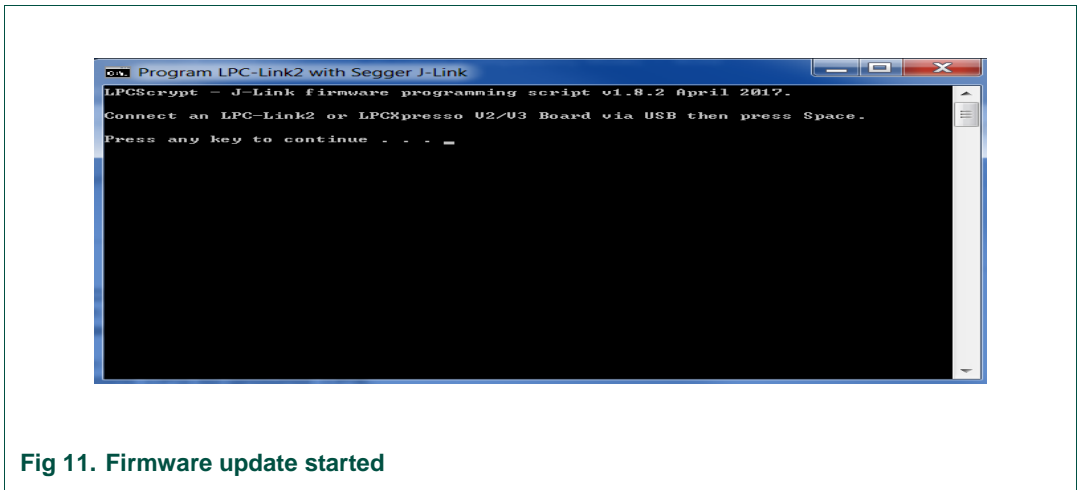 Program LPC-Link2 with Segger J-Link
LPCScrypt - J-Link firmware programming script v1.8.2 April 2017.
Connect an LPC-Link2 or LPCXpresso V2/V3 Board via USB then press Space.
Press any key to continue . . . _
Fig 11. Firmware update started